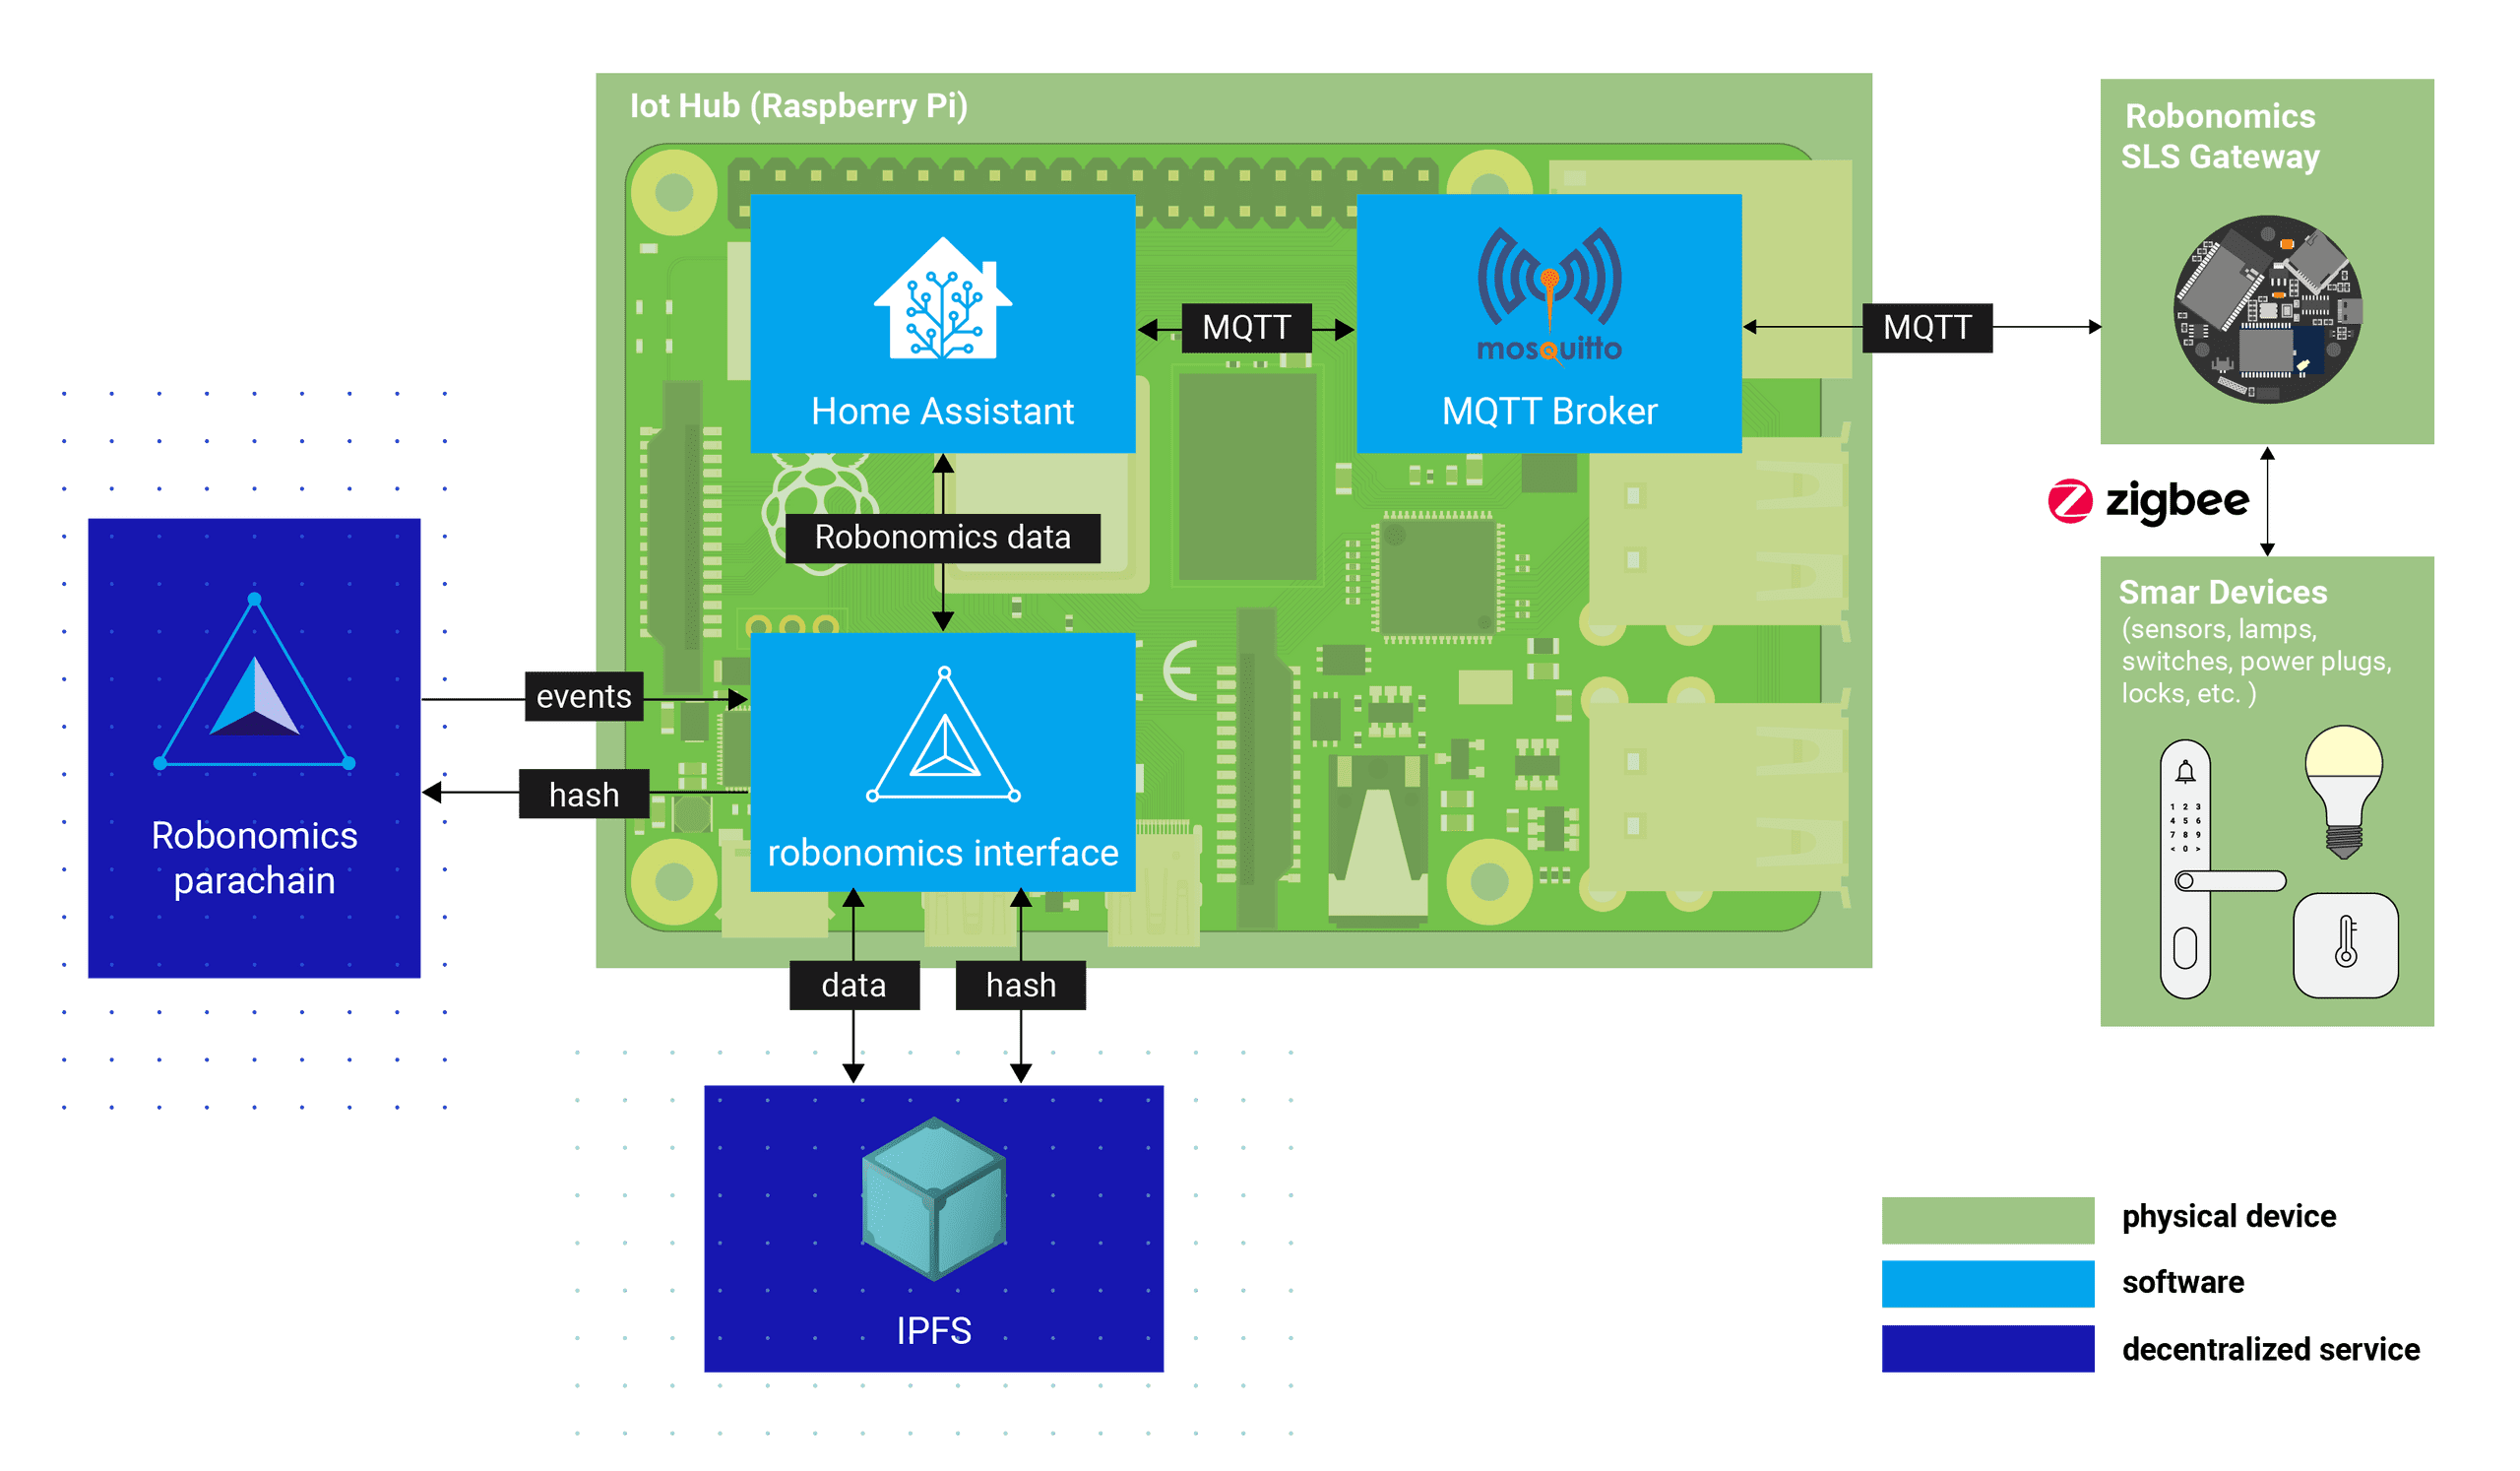 Iot Hub (Raspberry Pi)
Home Assistant
MQTT
mosquitto
MQTT Broker
MQTT
Robonomics
SLS Gateway
zigbee
Smar Devices
(sensors, lamps,
switches, power plugs,
locks, etc. )
1 2 3
4 5 6
7 8 9
< 0 >
Robonomics data
robonomics interface
events
hash
Robonomics
parachain
data
hash
IPFS
physical device
software
decentralized service